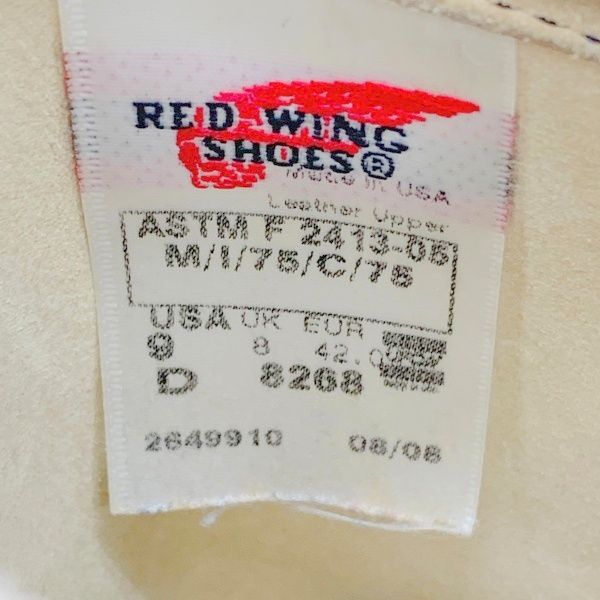 RED WING
SHOES®
Made in USA
Leather Upper
ASTM F 2413-05
M/I/75/C/75
USA UK EUR
9 8 42.0
D 8268
2649910 08/08